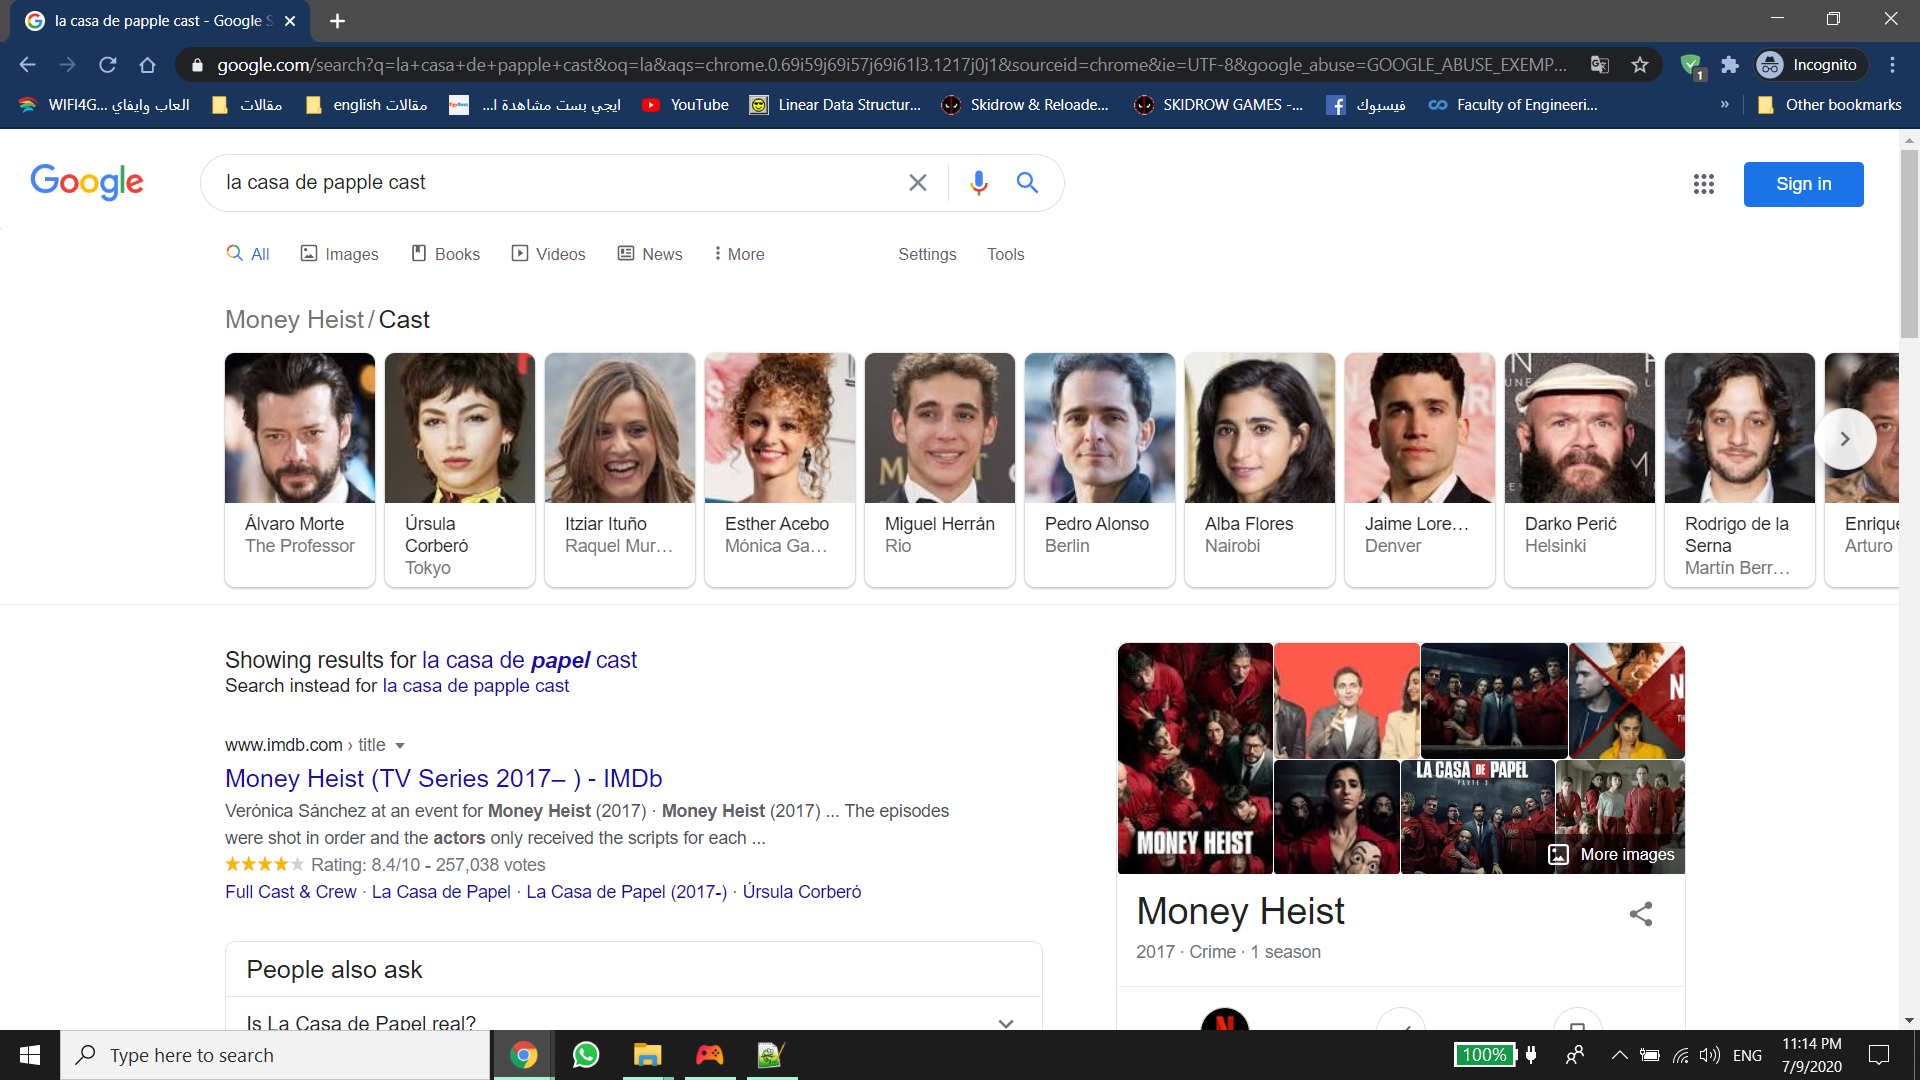 la casa de papple cast - Google S
google.com/search?q=la+casa+de+papple+cast&oq=la&aqs=chrome.0.69i59j69i57j69i61l3.1217j0j1&sourceid=chrome&ie=UTF-8&google_abuse=GOOGLE_ABUSE_EXEMP...
1
Incognito
WIFI4G... العاب وايفاي
مقالات
english مقالات
ايجي بست مشاهدة ا...
YouTube
Linear Data Structur...
Skidrow & Reloade...
SKIDROW GAMES -...
فيسبوك
Faculty of Engineeri...
»
Other bookmarks
Google
la casa de papple cast
Sign in
All
Images
Books
Videos
News
More
Settings
Tools
Money Heist / Cast
Álvaro Morte
The Professor
Úrsula
Corberó
Tokyo
Itziar Ituño
Raquel Mur...
Esther Acebo
Mónica Ga...
Miguel Herrán
Rio
Pedro Alonso
Berlin
Alba Flores
Nairobi
Jaime Lore...
Denver
Darko Perić
Helsinki
Rodrigo de la
Serna
Martín Berr...
Enrique
Arturo
Showing results for la casa de papel cast
Search instead for la casa de papple cast
www.imdb.com › title
Money Heist (TV Series 2017– ) - IMDb
Verónica Sánchez at an event for Money Heist (2017) · Money Heist (2017) ... The episodes
were shot in order and the actors only received the scripts for each ...
Rating: 8.4/10 - 257,038 votes
Full Cast & Crew · La Casa de Papel · La Casa de Papel (2017-) · Úrsula Corberó
People also ask
Is La Casa de Papel real?
MONEY HEIST
LA CASA DE PAPEL
PARTE 3
More images
Money Heist
2017 · Crime · 1 season
Type here to search
100%
ENG
11:14 PM
7/9/2020